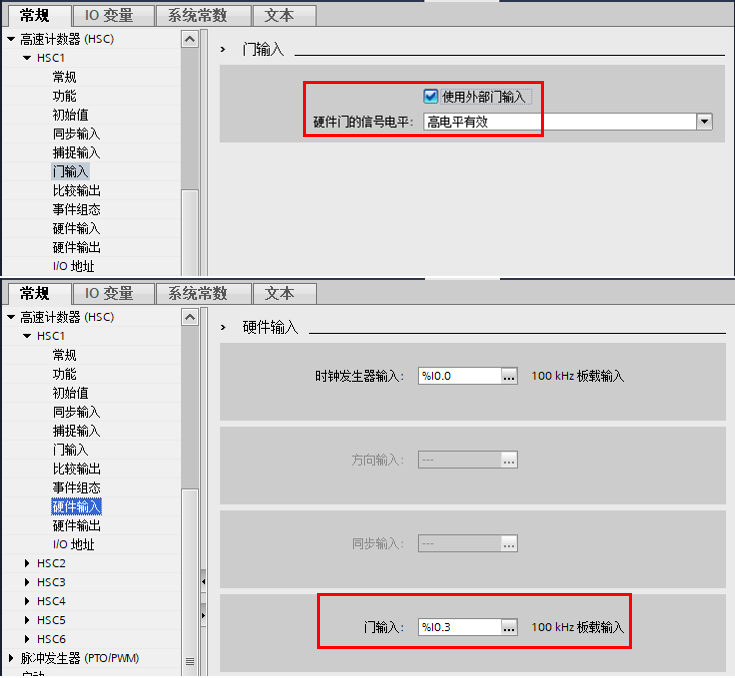 常规 IO 变量 系统常数 文本
高速计数器 (HSC)
HSC1
常规
功能
初始值
同步输入
捕捉输入
门输入
比较输出
事件组态
硬件输入
硬件输出
I/O 地址
门输入
使用外部门输入
硬件门的信号电平: 高电平有效
常规 IO 变量 系统常数 文本
高速计数器 (HSC)
HSC1
常规
功能
初始值
同步输入
捕捉输入
门输入
比较输出
事件组态
硬件输入
硬件输出
I/O 地址
HSC2
HSC3
HSC4
HSC5
HSC6
脉冲发生器 (PTO/PWM)
硬件输入
时钟发生器输入: %I0.0 ... 100 kHz 板载输入
方向输入: --- ...
同步输入: --- ...
门输入: %I0.3 ... 100 kHz 板载输入